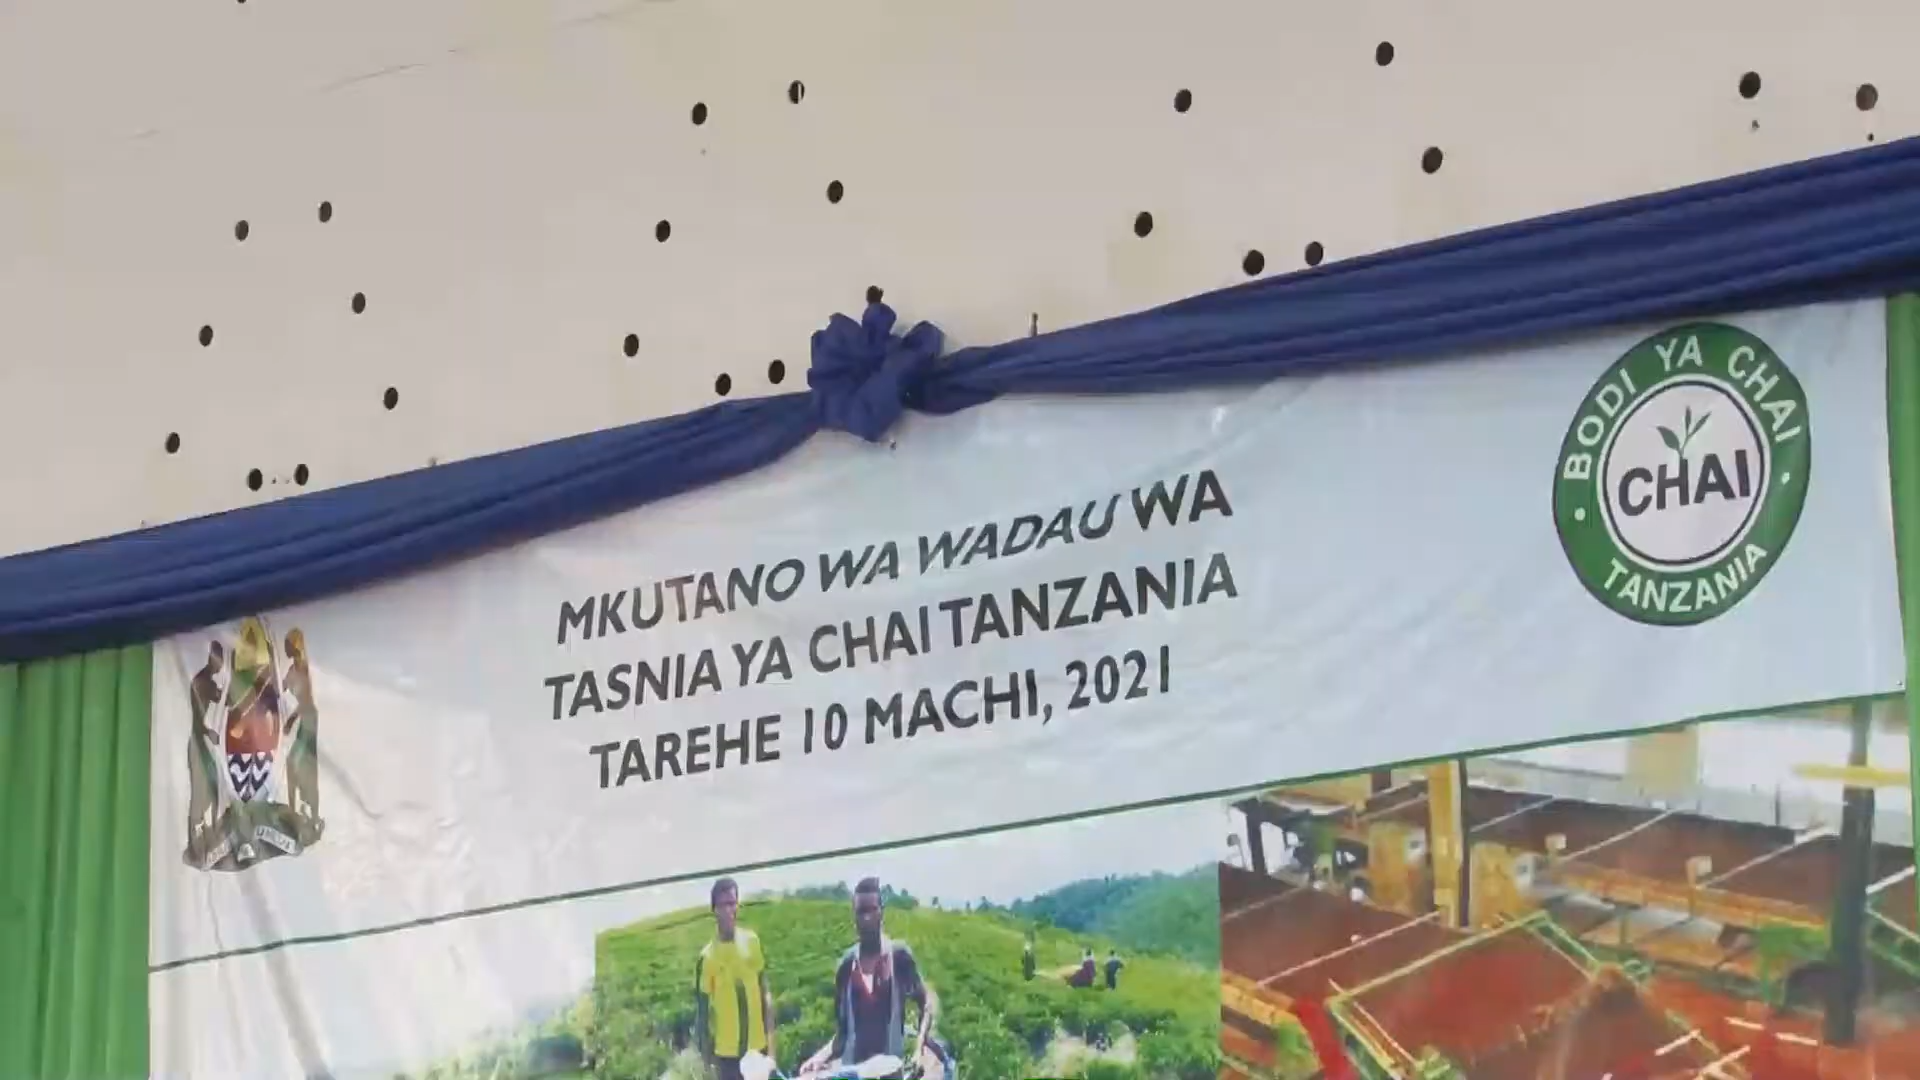 BODI YA CHAI
CHAI
TANZANIA
MKUTANO WA WADAU WA
TASNIA YA CHAI TANZANIA
TAREHE 10 MACHI, 2021